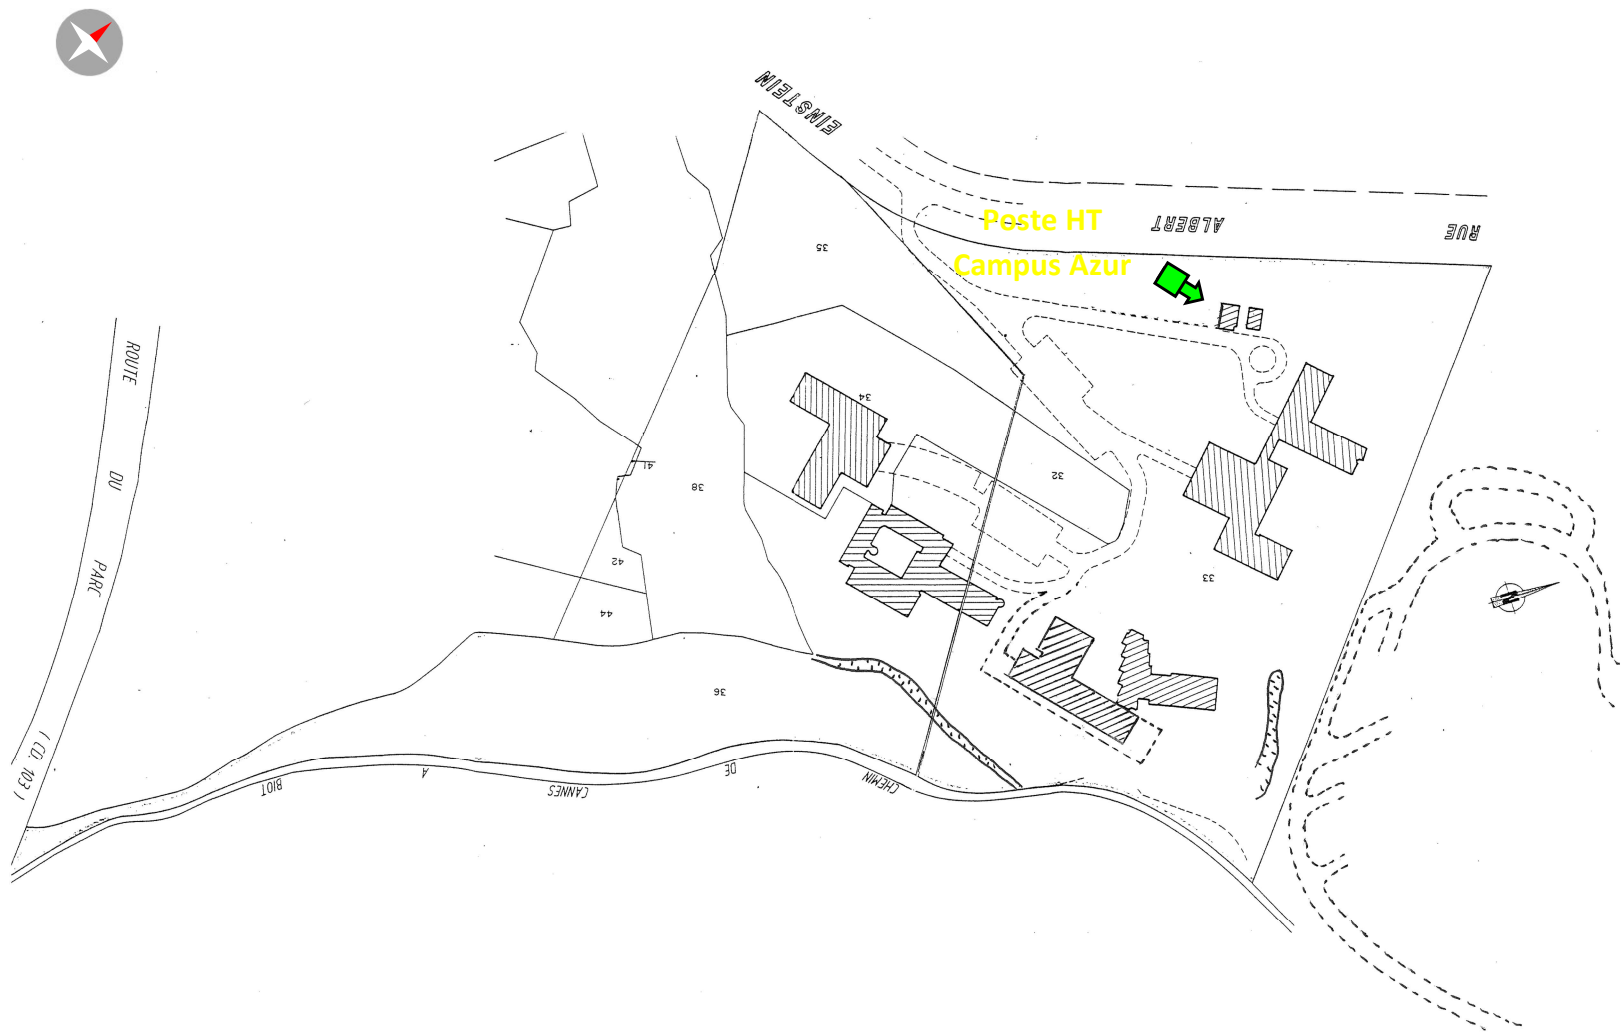 EINSTEIN
Poste HT
ALBERT
RUE
35
Campus Azur
ROUTE
DU
PARC
( CD. 103 )
34
41
38
32
42
33
44
N
36
BIOT
A
CANNES
DE
CHEMIN